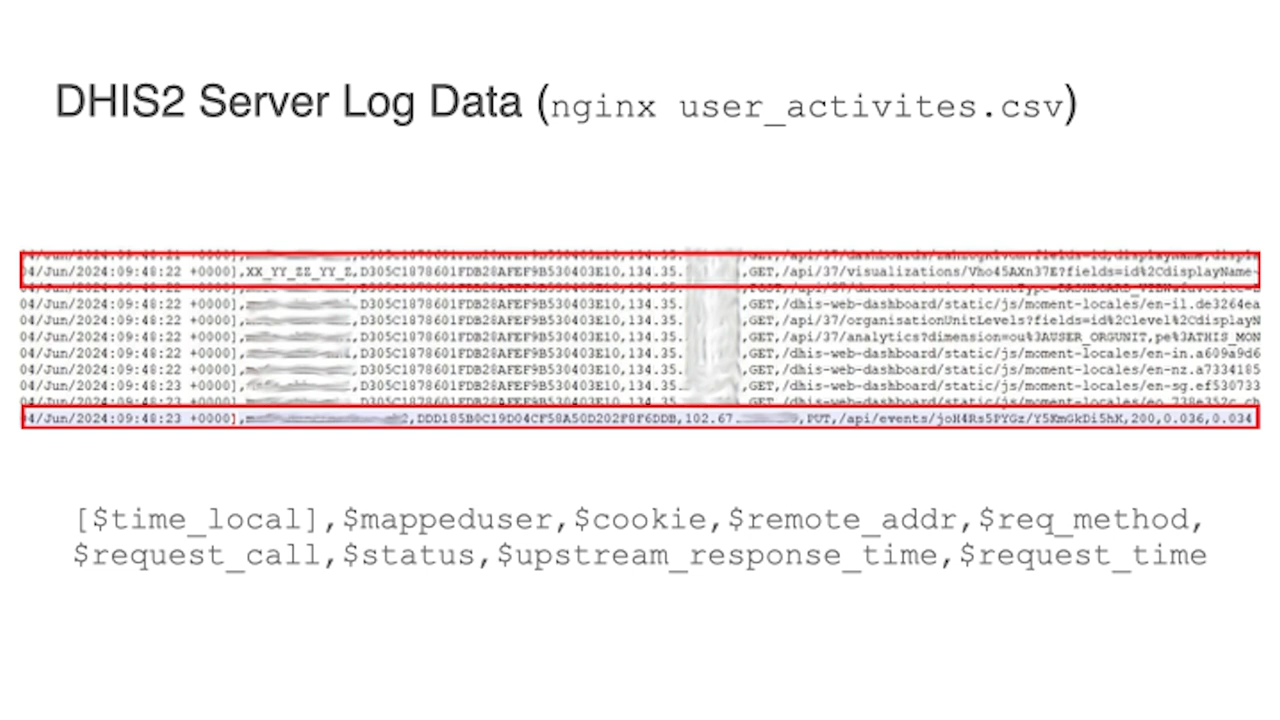 DHIS2 Server Log Data (nginx user_activites.csv)
04/Jun/2024:09:48:22 +0000],XX_YY_ZZ_YY_Z,D305C1878601FDB28AFEF9B530403E10,134.35. ,GET,/api/37/visualizations/Vho45AXn37E?fields=id%2CdisplayName~
04/Jun/2024:09:48:22 +0000], ,D305C1878601FDB28AFEF9B530403E10,134.35. ,GET,/dhis-web-dashboard/static/js/moment-locales/en-il.de3264ea
04/Jun/2024:09:48:22 +0000], ,D305C1878601FDB28AFEF9B530403E10,134.35. ,GET,/api/37/organisationUnitLevels?fields=id%2Clevel%2CdisplayN
04/Jun/2024:09:48:22 +0000], ,D305C1878601FDB28AFEF9B530403E10,134.35. ,GET,/api/37/analytics?dimension=ou%3AUSER_ORGUNIT,pe%3ATHIS_MON
04/Jun/2024:09:48:22 +0000], ,D305C1878601FDB28AFEF9B530403E10,134.35. ,GET,/dhis-web-dashboard/static/js/moment-locales/en-in.a609a9d6
04/Jun/2024:09:48:22 +0000], ,D305C1878601FDB28AFEF9B530403E10,134.35. ,GET,/dhis-web-dashboard/static/js/moment-locales/en-nz.a7334185
04/Jun/2024:09:48:23 +0000], ,D305C1878601FDB28AFEF9B530403E10,134.35. ,GET,/dhis-web-dashboard/static/js/moment-locales/en-sg.ef530733
04/Jun/2024:09:48:23 +0000], 2,DDD185B0C19D04CF58A50D202F8F6DDB,102.67. ,PUT,/api/events/joH4Rs5PYGz/Y5KmGkDi5hK,200,0.036,0.034
[$time_local],$mappeduser,$cookie,$remote_addr,$req_method,
$request_call,$status,$upstream_response_time,$request_time